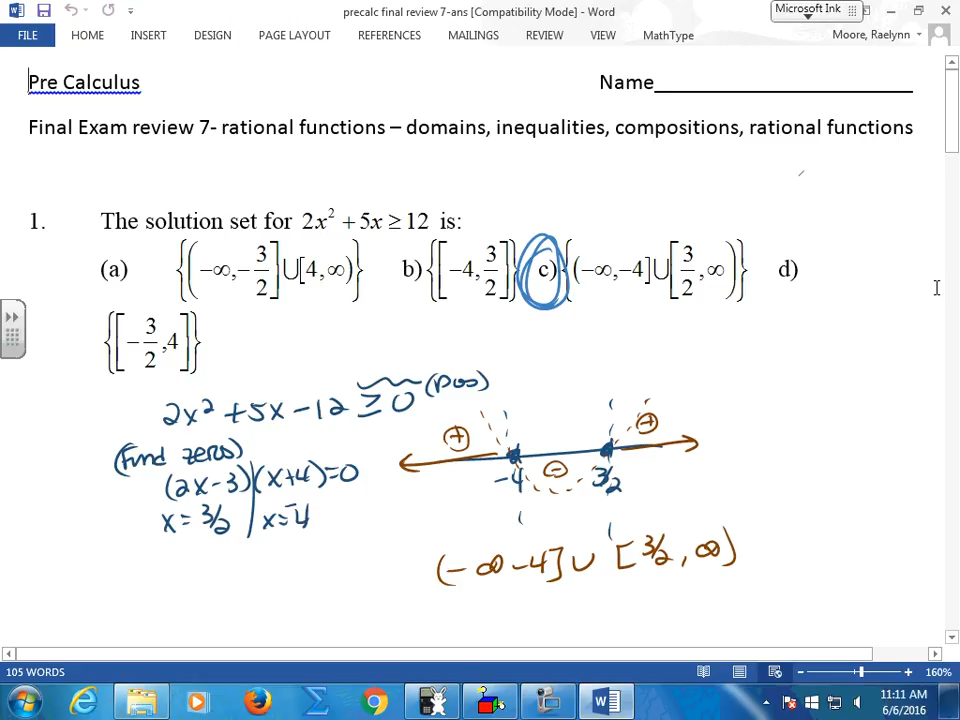 precalc final review 7-ans [Compatibility Mode] - Word
Microsoft Ink
FILE HOME INSERT DESIGN PAGE LAYOUT REFERENCES MAILINGS REVIEW VIEW MathType Moore, Raelynn
Pre Calculus Name
Final Exam review 7- rational functions – domains, inequalities, compositions, rational functions
1. The solution set for 2x² + 5x ≥ 12 is:
(a) {(−∞,−3/2]∪[4,∞)} b) {[−4,3/2]} c) {(−∞,−4]∪[3/2,∞)} d)
{[−3/2,4]}
2x² + 5x − 12 ≥ 0 (pos)
(find zeros)
(2x−3)(x+4)=0
x = 3/2 x = −4
+ − +
−4 3/2
(−∞ −4] ∪ [3/2, ∞)
105 WORDS 160%
11:11 AM
6/6/2016